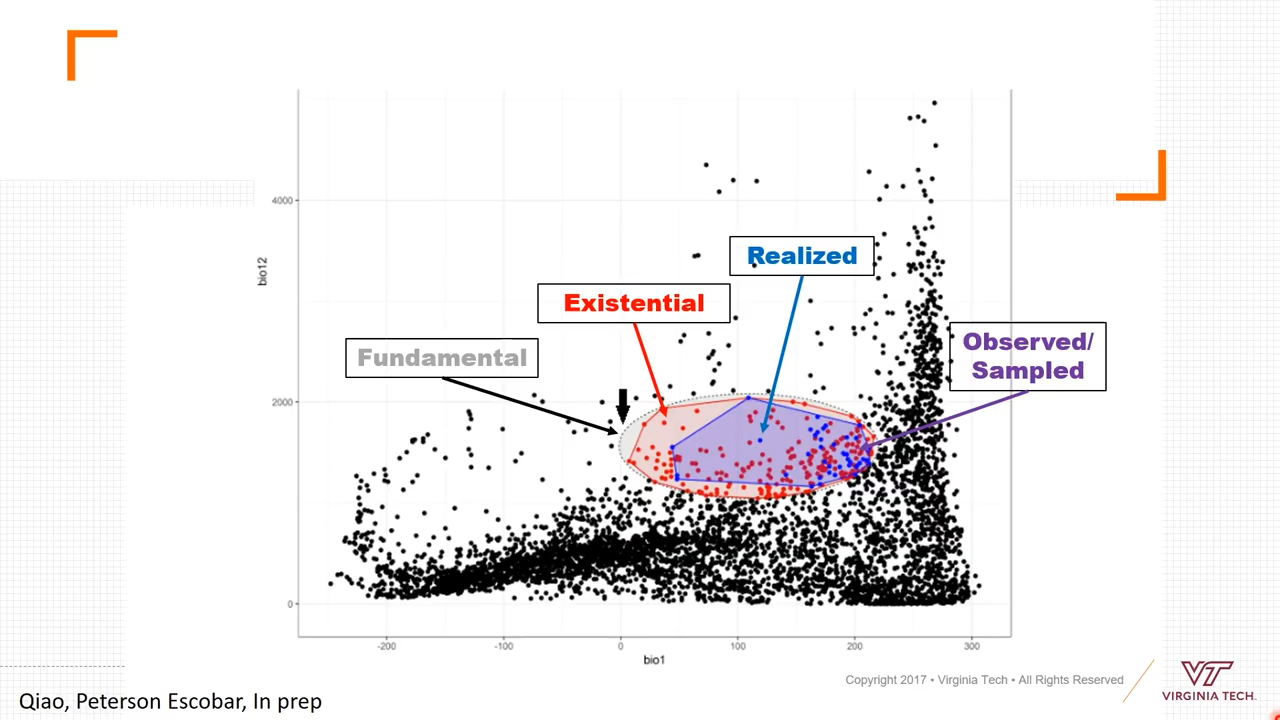 4000
bio12
Realized
Existential
Observed/
Sampled
Fundamental
2000
0
-200
-100
0
100
200
300
bio1
Copyright 2017 • Virginia Tech • All Rights Reserved
VT
VIRGINIA TECH.
Qiao, Peterson Escobar, In prep